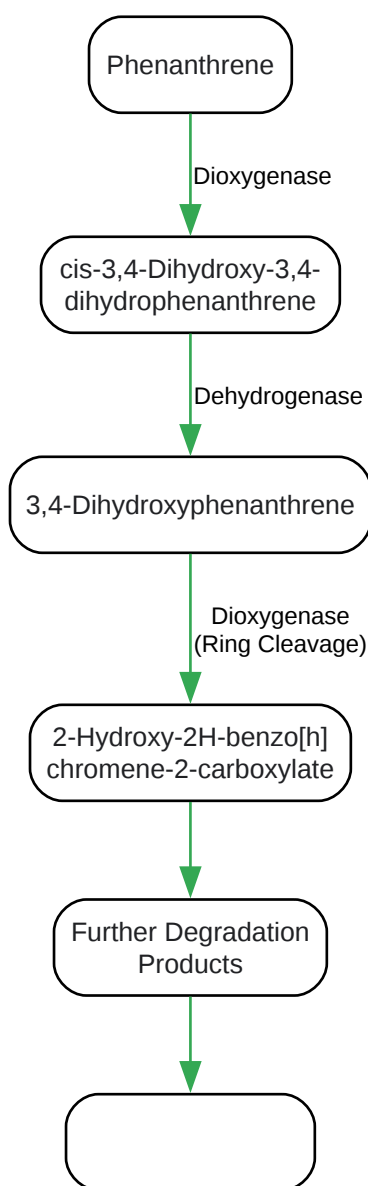 Phenanthrene
Dioxygenase
cis-3,4-Dihydroxy-3,4-
dihydrophenanthrene
Dehydrogenase
3,4-Dihydroxyphenanthrene
Dioxygenase
(Ring Cleavage)
2-Hydroxy-2H-benzo[h]
chromene-2-carboxylate
Further Degradation
Products